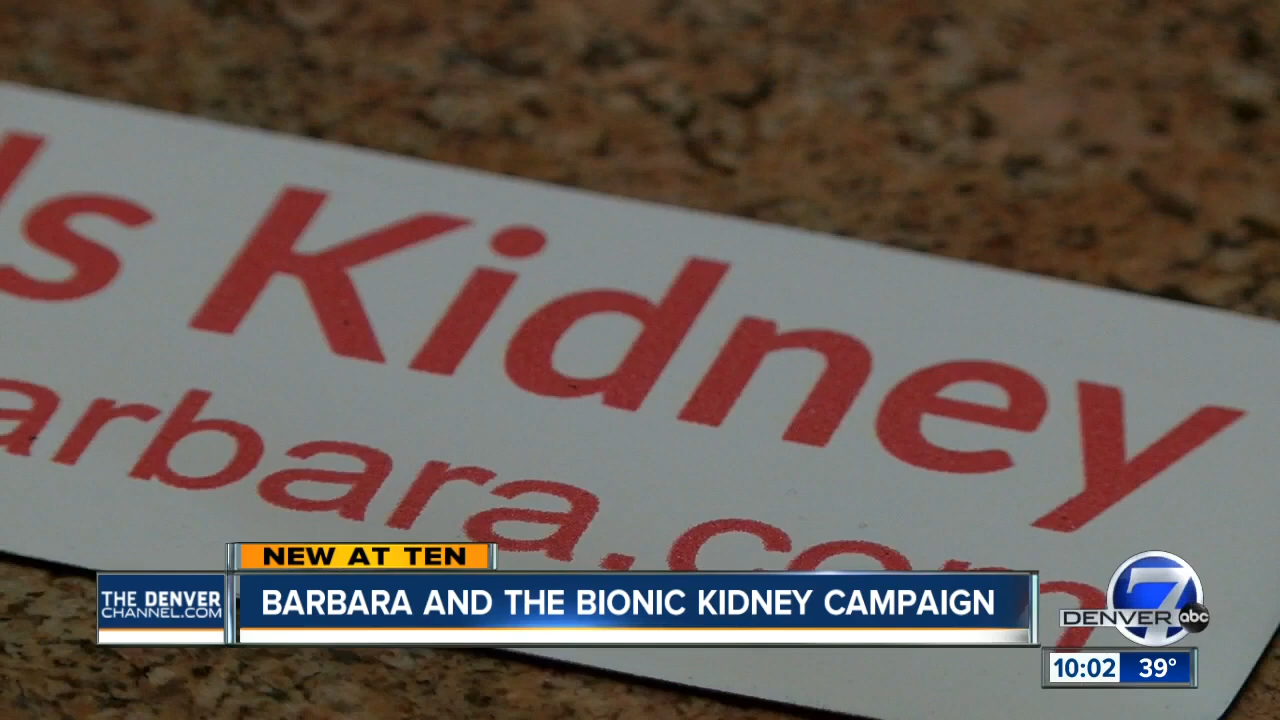 ds Kidney
arbara.com
NEW AT TEN
THE DENVER
CHANNEL.COM
BARBARA AND THE BIONIC KIDNEY CAMPAIGN
7
DENVER abc
10:02 39°